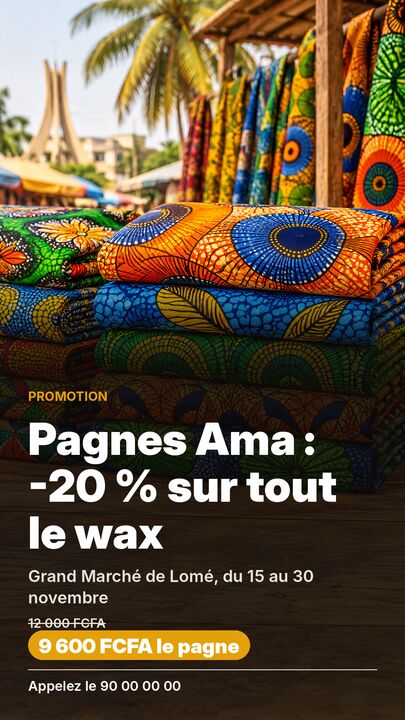 PROMOTION
Pagnes Ama :
-20 % sur tout
le wax
Grand Marché de Lomé, du 15 au 30
novembre
12 000 FCFA
9 600 FCFA le pagne
Appelez le 90 00 00 00